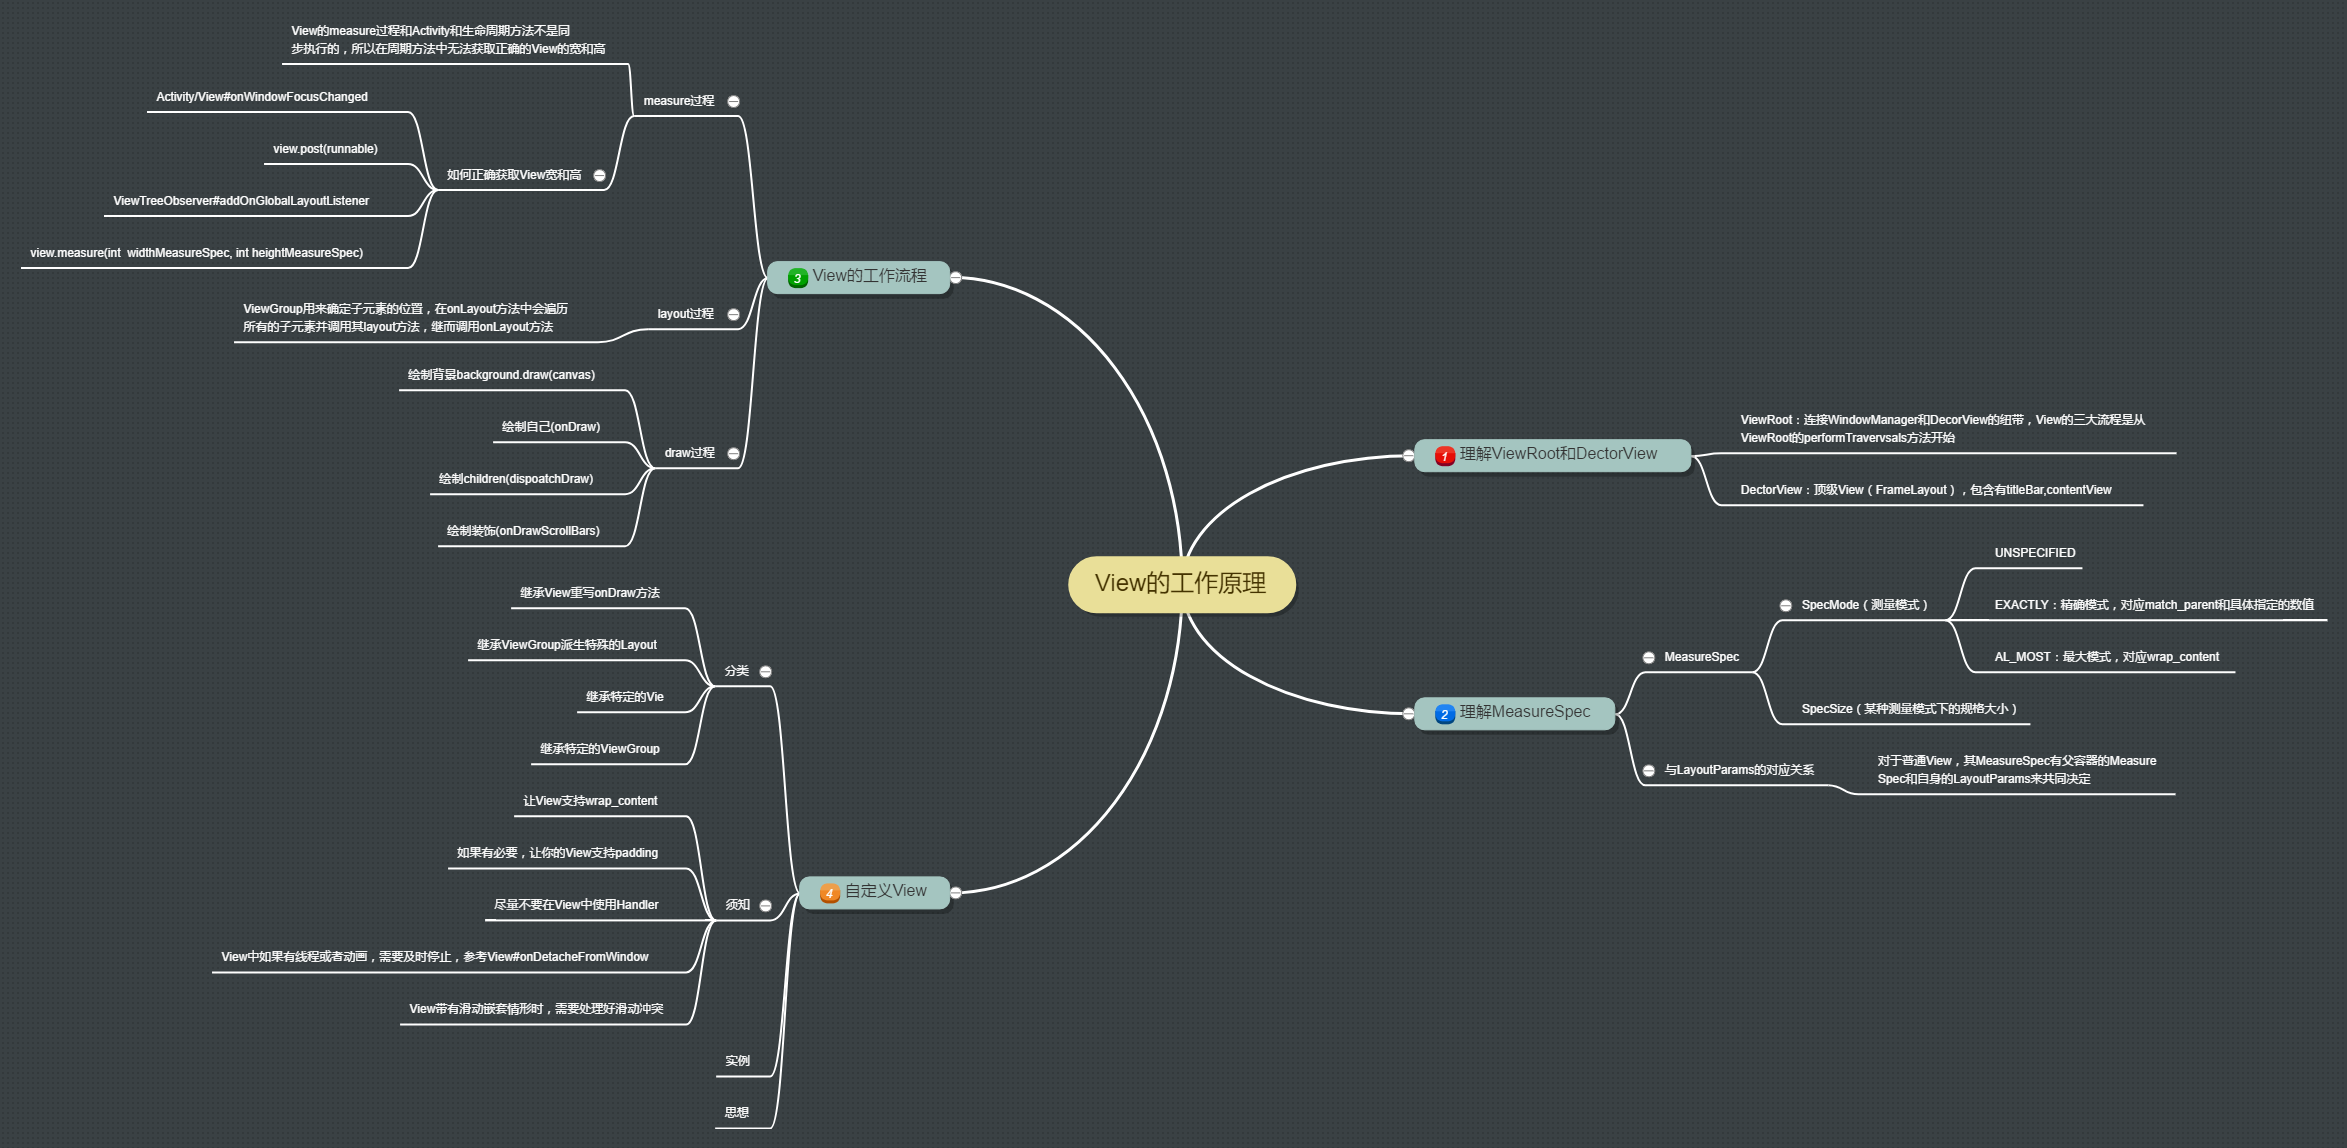 View的工作原理
1 理解ViewRoot和DectorView
ViewRoot：连接WindowManager和DecorView的纽带，View的三大流程是从
ViewRoot的performTravervsals方法开始
DectorView：顶级View（FrameLayout），包含有titleBar,contentView
2 理解MeasureSpec
MeasureSpec
SpecMode（测量模式）
UNSPECIFIED
EXACTLY：精确模式，对应match_parent和具体指定的数值
AL_MOST：最大模式，对应wrap_content
SpecSize（某种测量模式下的规格大小）
与LayoutParams的对应关系
对于普通View，其MeasureSpec有父容器的Measure
Spec和自身的LayoutParams来共同决定
3 View的工作流程
measure过程
View的measure过程和Activity和生命周期方法不是同
步执行的，所以在周期方法中无法获取正确的View的宽和高
如何正确获取View宽和高
Activity/View#onWindowFocusChanged
view.post(runnable)
ViewTreeObserver#addOnGlobalLayoutListener
view.measure(int  widthMeasureSpec, int heightMeasureSpec)
layout过程
ViewGroup用来确定子元素的位置，在onLayout方法中会遍历
所有的子元素并调用其layout方法，继而调用onLayout方法
draw过程
绘制背景background.draw(canvas)
绘制自己(onDraw)
绘制children(dispoatchDraw)
绘制装饰(onDrawScrollBars)
4 自定义View
分类
继承View重写onDraw方法
继承ViewGroup派生特殊的Layout
继承特定的Vie
继承特定的ViewGroup
须知
让View支持wrap_content
如果有必要，让你的View支持padding
尽量不要在View中使用Handler
View中如果有线程或者动画，需要及时停止，参考View#onDetacheFromWindow
View带有滑动嵌套情形时，需要处理好滑动冲突
实例
思想